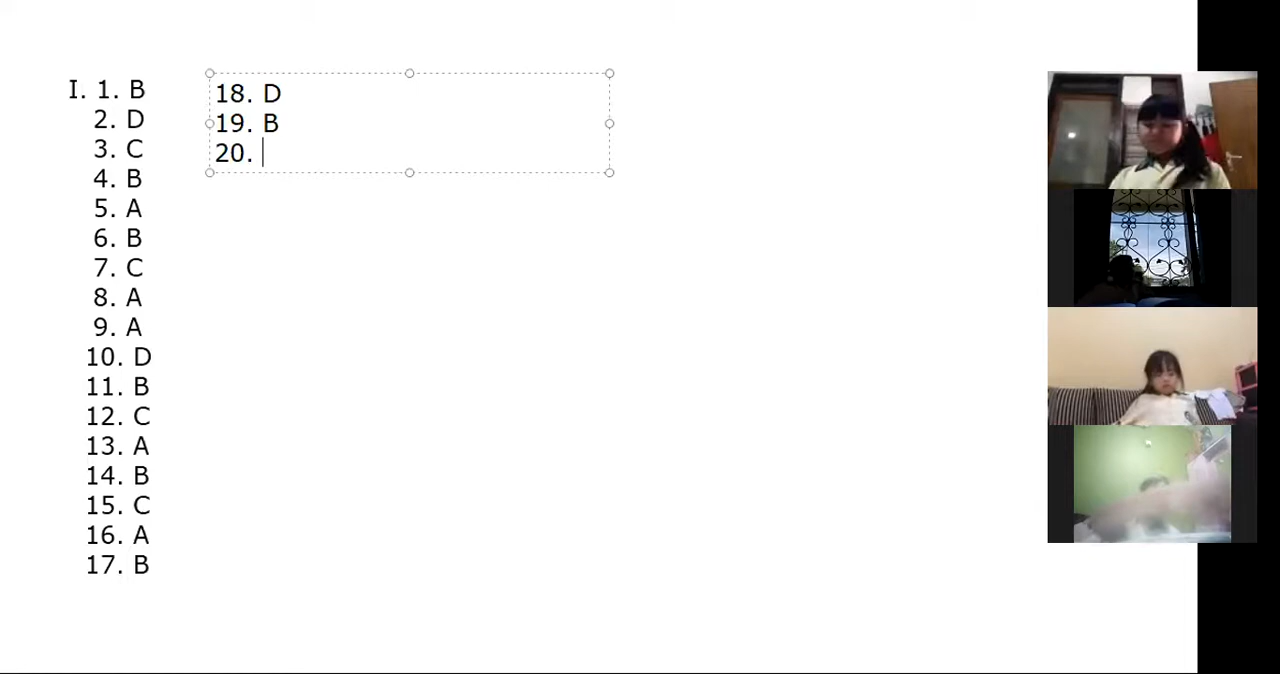 I. 1. B
2. D
3. C
4. B
5. A
6. B
7. C
8. A
9. A
10. D
11. B
12. C
13. A
14. B
15. C
16. A
17. B
18. D
19. B
20.